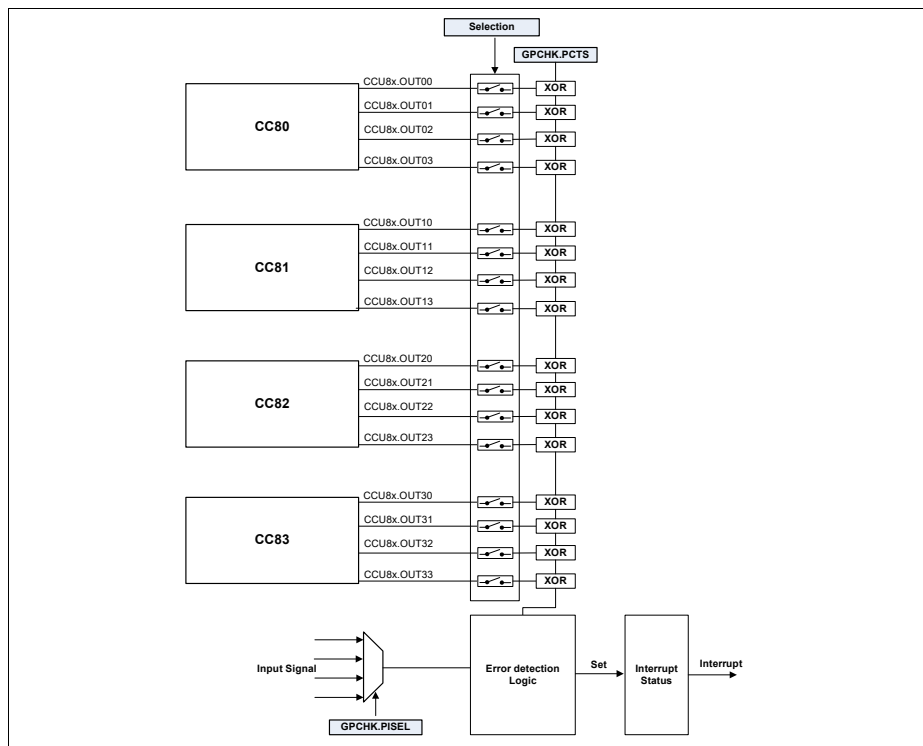 Selection
GPCHK.PCTS
CC80
CCU8x.OUT00
XOR
CCU8x.OUT01
XOR
CCU8x.OUT02
XOR
CCU8x.OUT03
XOR
CC81
CCU8x.OUT10
XOR
CCU8x.OUT11
XOR
CCU8x.OUT12
XOR
CCU8x.OUT13
XOR
CC82
CCU8x.OUT20
XOR
CCU8x.OUT21
XOR
CCU8x.OUT22
XOR
CCU8x.OUT23
XOR
CC83
CCU8x.OUT30
XOR
CCU8x.OUT31
XOR
CCU8x.OUT32
XOR
CCU8x.OUT33
XOR
Input Signal
GPCHK.PISEL
Error detection
Logic
Set
Interrupt
Status
Interrupt